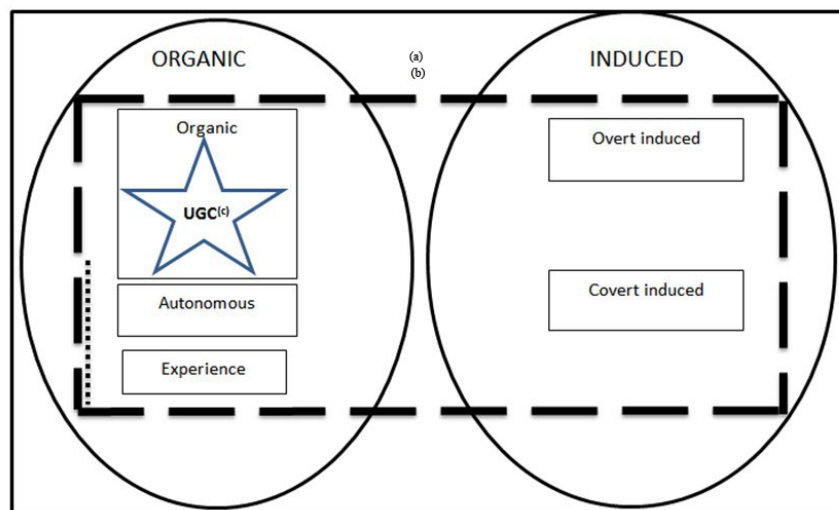 ORGANIC
(a)
(b)
INDUCED
Organic
UGC(c)
Autonomous
Experience
Overt induced
Covert induced